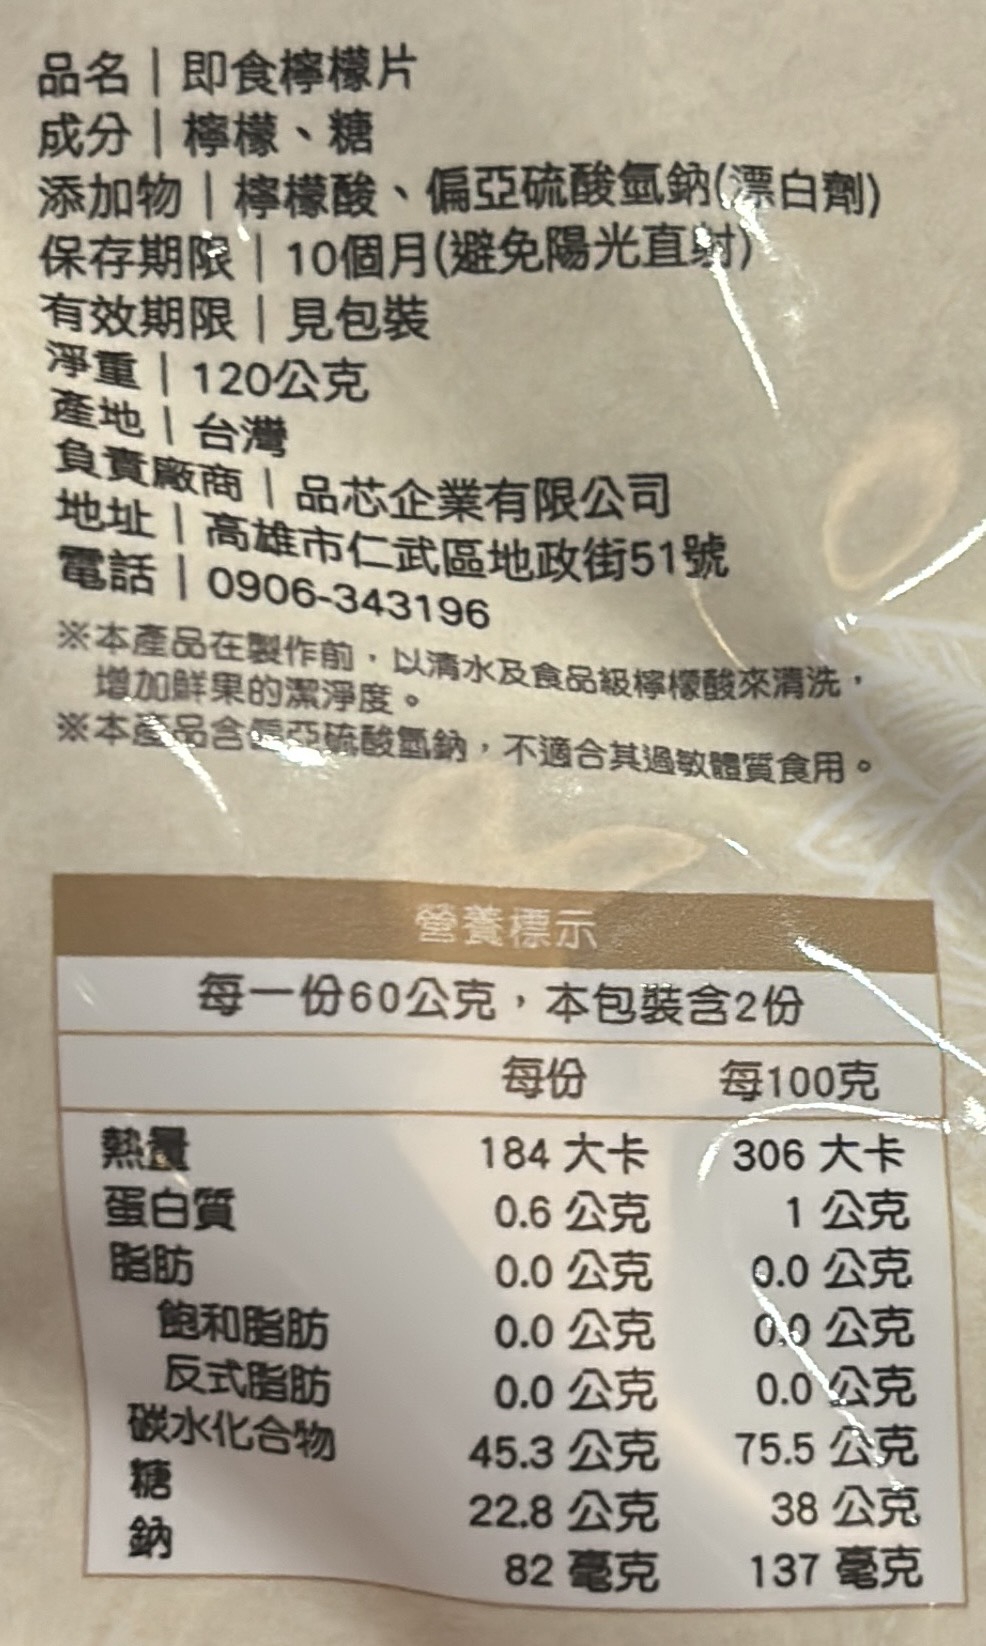 品名｜即食檸檬片
成分｜檸檬、糖
添加物｜檸檬酸、偏亞硫酸氫鈉(漂白劑)
保存期限｜10個月(避免陽光直射)
有效期限｜見包裝
淨重｜120公克
產地｜台灣
負責廠商｜品芯企業有限公司
地址｜高雄市仁武區地政街51號
電話｜0906-343196
※本產品在製作前，以清水及食品級檸檬酸來清洗，
增加鮮果的潔淨度。
※本產品含偏亞硫酸氫鈉，不適合其過敏體質食用。
營養標示
每一份60公克，本包裝含2份
每份 每100克
熱量 184 大卡 306 大卡
蛋白質 0.6 公克 1 公克
脂肪 0.0 公克 0.0 公克
飽和脂肪 0.0 公克 0.0 公克
反式脂肪 0.0 公克 0.0 公克
碳水化合物 45.3 公克 75.5 公克
糖 22.8 公克 38 公克
鈉 82 毫克 137 毫克